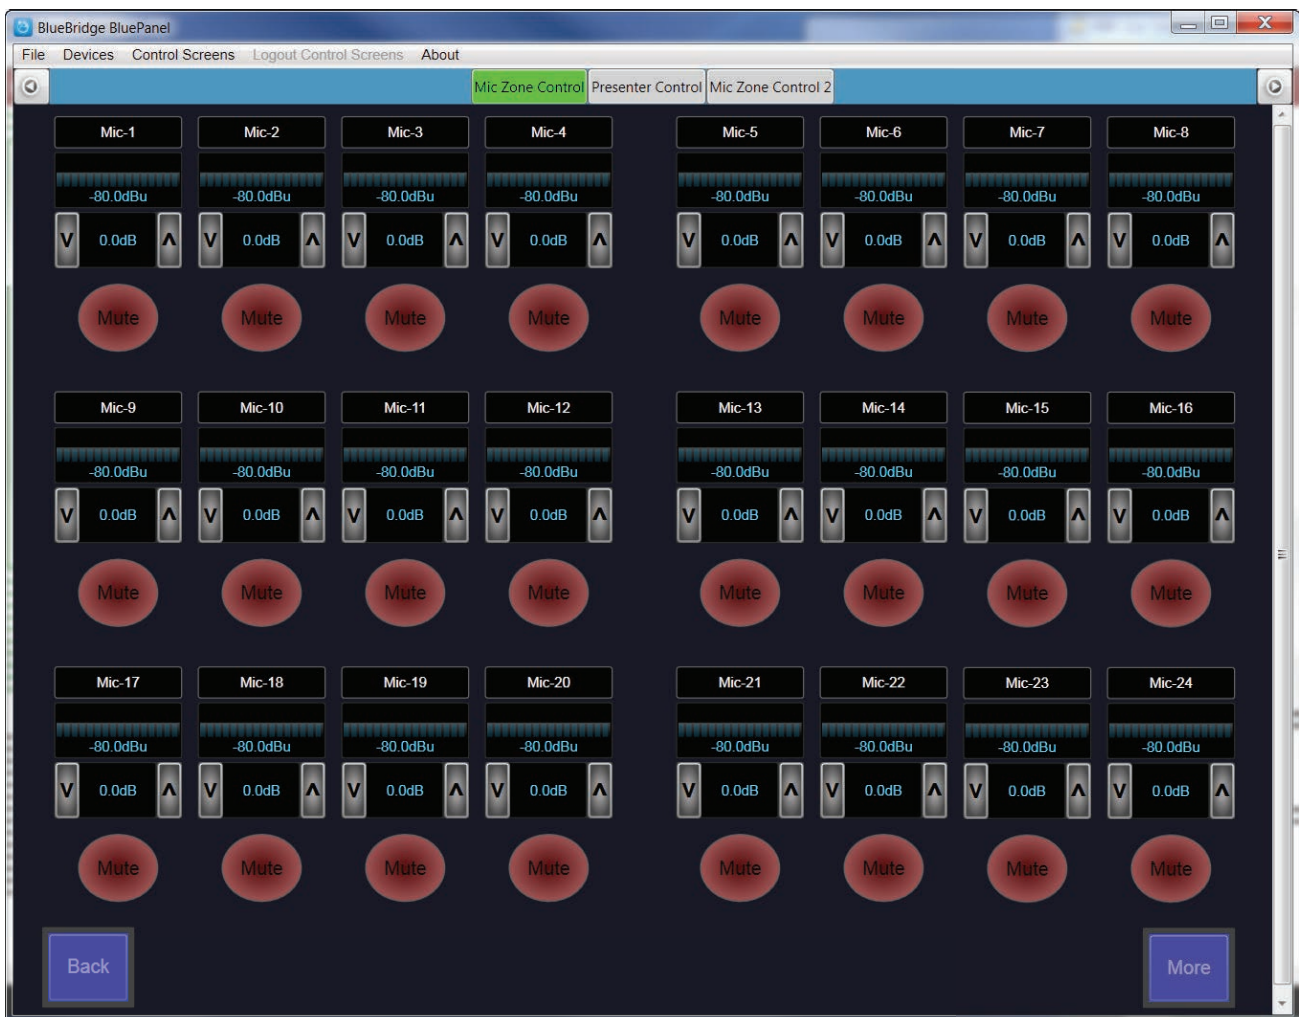 BlueBridge BluePanel
File Devices Control Screens Logout Control Screens About
Mic Zone Control Presenter Control Mic Zone Control 2
Mic-1 Mic-2 Mic-3 Mic-4 Mic-5 Mic-6 Mic-7 Mic-8
-80.0dBu -80.0dBu -80.0dBu -80.0dBu -80.0dBu -80.0dBu -80.0dBu -80.0dBu
V 0.0dB Λ V 0.0dB Λ V 0.0dB Λ V 0.0dB Λ V 0.0dB Λ V 0.0dB Λ V 0.0dB Λ V 0.0dB Λ
Mute Mute Mute Mute Mute Mute Mute Mute
Mic-9 Mic-10 Mic-11 Mic-12 Mic-13 Mic-14 Mic-15 Mic-16
-80.0dBu -80.0dBu -80.0dBu -80.0dBu -80.0dBu -80.0dBu -80.0dBu -80.0dBu
V 0.0dB Λ V 0.0dB Λ V 0.0dB Λ V 0.0dB Λ V 0.0dB Λ V 0.0dB Λ V 0.0dB Λ V 0.0dB Λ
Mute Mute Mute Mute Mute Mute Mute Mute
Mic-17 Mic-18 Mic-19 Mic-20 Mic-21 Mic-22 Mic-23 Mic-24
-80.0dBu -80.0dBu -80.0dBu -80.0dBu -80.0dBu -80.0dBu -80.0dBu -80.0dBu
V 0.0dB Λ V 0.0dB Λ V 0.0dB Λ V 0.0dB Λ V 0.0dB Λ V 0.0dB Λ V 0.0dB Λ V 0.0dB Λ
Mute Mute Mute Mute Mute Mute Mute Mute
Back More